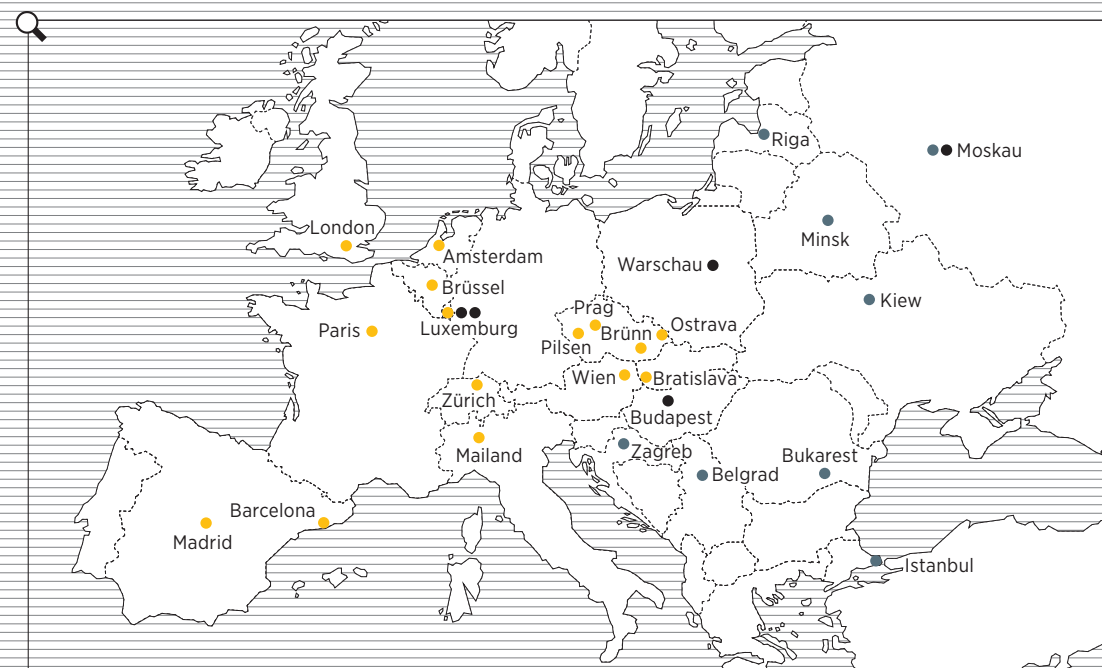 Riga
Moskau
London
Minsk
Amsterdam
Warschau
Brüssel
Kiew
Prag
Luxemburg
Ostrava
Paris
Brünn
Pilsen
Wien
Bratislava
Zürich
Budapest
Mailand
Zagreb
Bukarest
Belgrad
Barcelona
Madrid
Istanbul